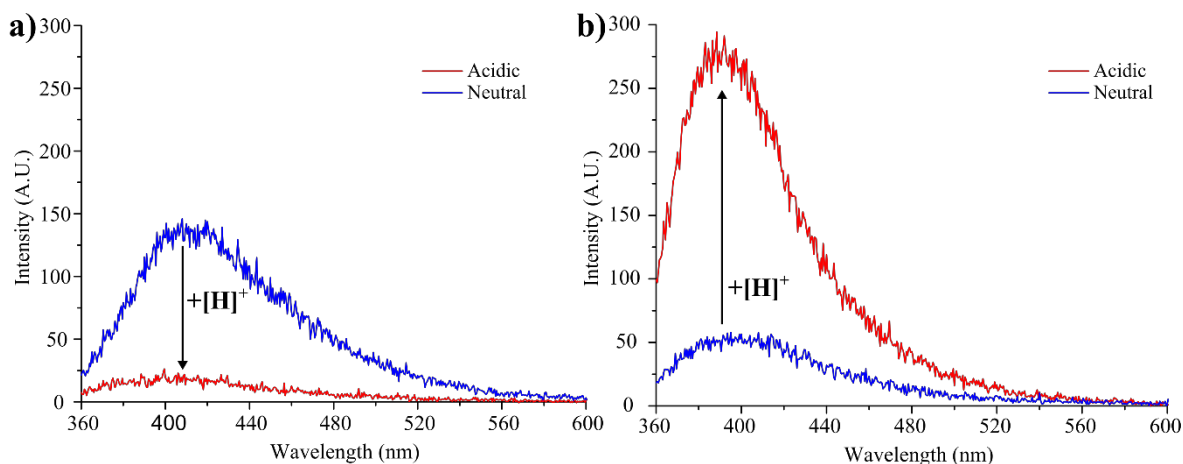 a)
300
250
200
150
100
50
0
Intensity (A.U.)
Acidic
Neutral
+[H]+
360 400 440 480 520 560 600
Wavelength (nm)
b)
300
250
200
150
100
50
0
Intensity (A.U.)
Acidic
Neutral
+[H]+
360 400 440 480 520 560 600
Wavelength (nm)